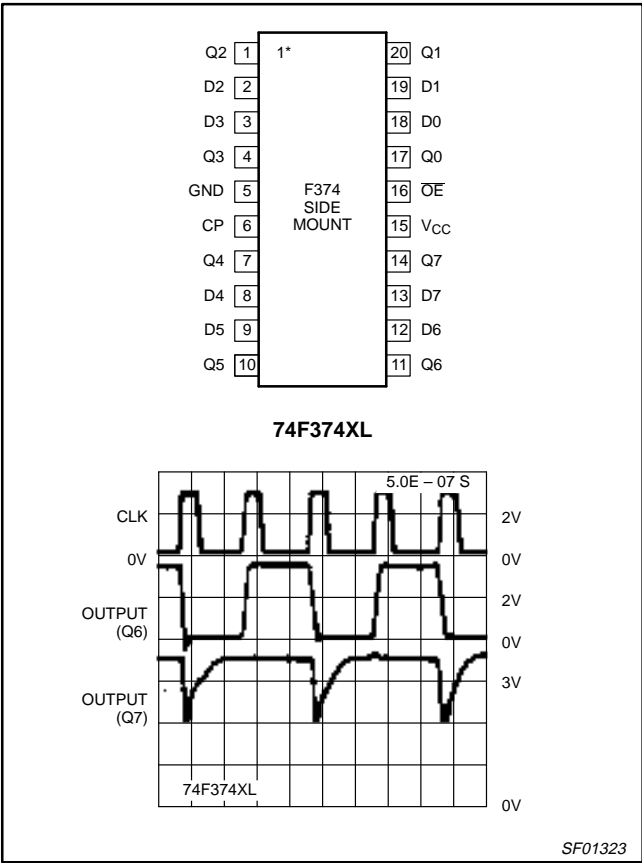 Q2 1 1* 20 Q1
D2 2 19 D1
D3 3 18 D0
Q3 4 17 Q0
GND 5 F374 16 OE
SIDE
CP 6 MOUNT 15 VCC
Q4 7 14 Q7
D4 8 13 D7
D5 9 12 D6
Q5 10 11 Q6
74F374XL
5.0E – 07 S
CLK 2V
0V 0V
2V
OUTPUT
(Q6) 0V
3V
OUTPUT
(Q7)
74F374XL
0V
SF01323